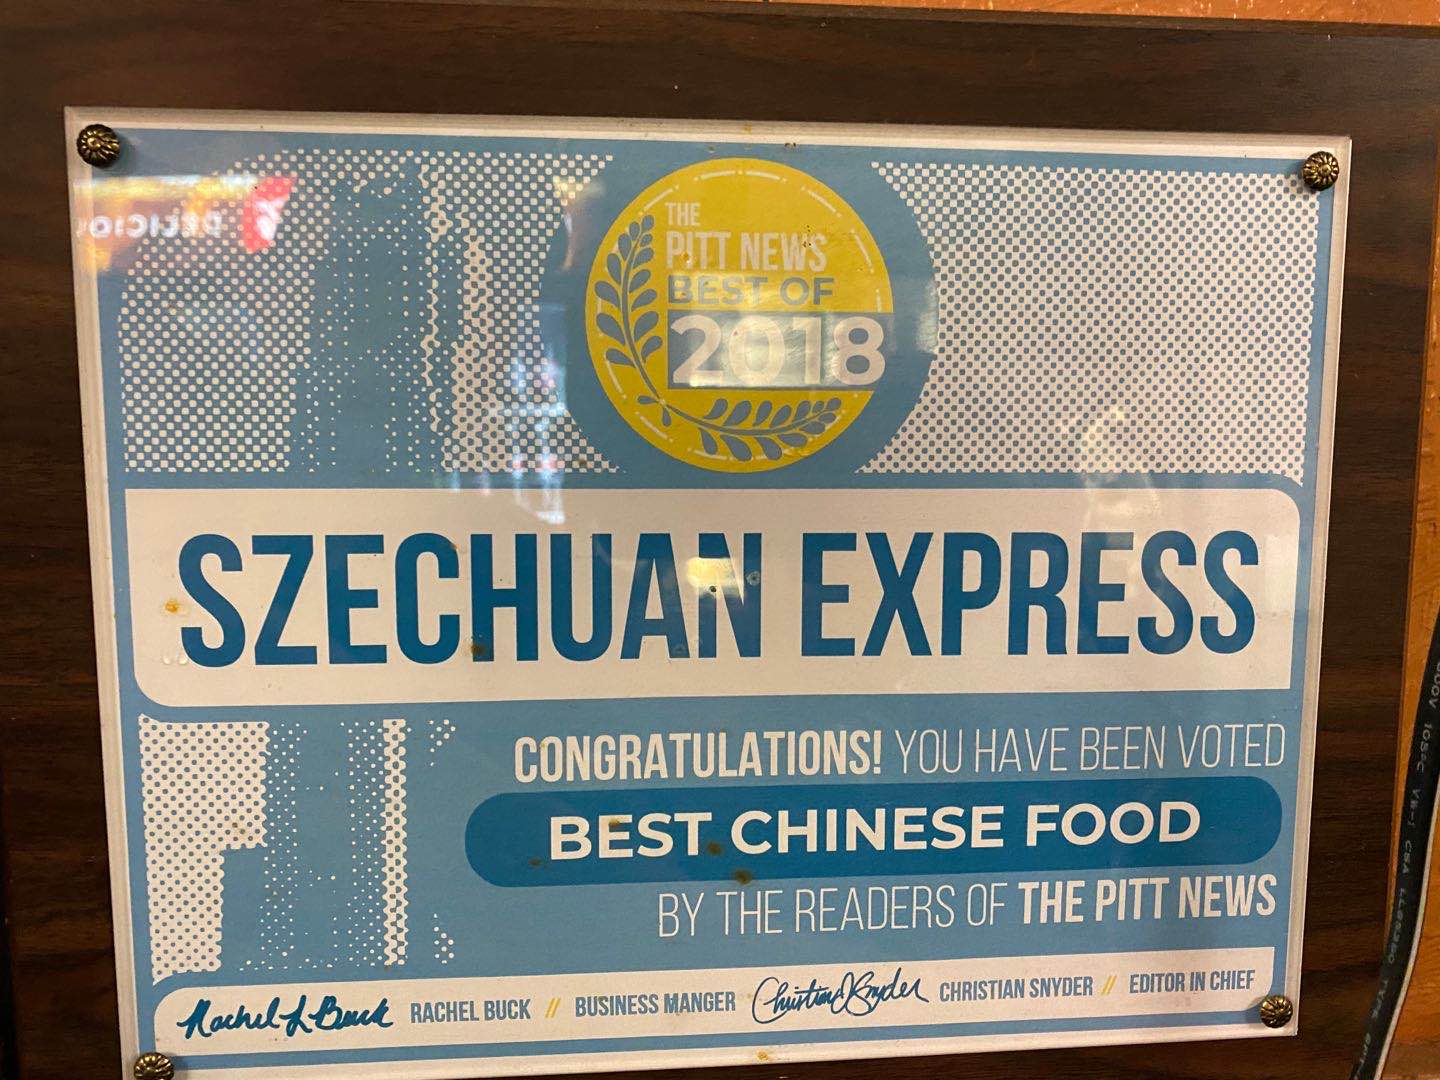 THE
PITT NEWS
BEST OF
2018
SZECHUAN EXPRESS
CONGRATULATIONS! YOU HAVE BEEN VOTED
BEST CHINESE FOOD
BY THE READERS OF THE PITT NEWS
Rachel L Buck RACHEL BUCK // BUSINESS MANGER Christian J Snyder CHRISTIAN SNYDER // EDITOR IN CHIEF